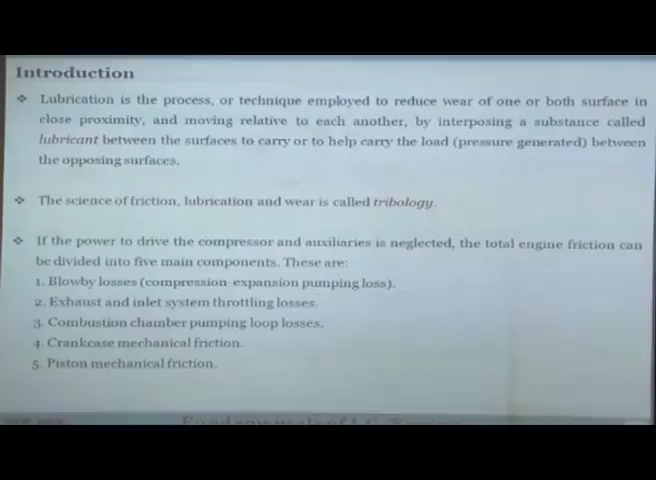 Introduction
❖ Lubrication is the process, or technique employed to reduce wear of one or both surface in
close proximity, and moving relative to each another, by interposing a substance called
lubricant between the surfaces to carry or to help carry the load (pressure generated) between
the opposing surfaces.
❖ The science of friction, lubrication and wear is called tribology.
❖ If the power to drive the compressor and auxiliaries is neglected, the total engine friction can
be divided into five main components. These are:
1. Blowby losses (compression-expansion pumping loss).
2. Exhaust and inlet system throttling losses.
3. Combustion chamber pumping loop losses.
4. Crankcase mechanical friction.
5. Piston mechanical friction.